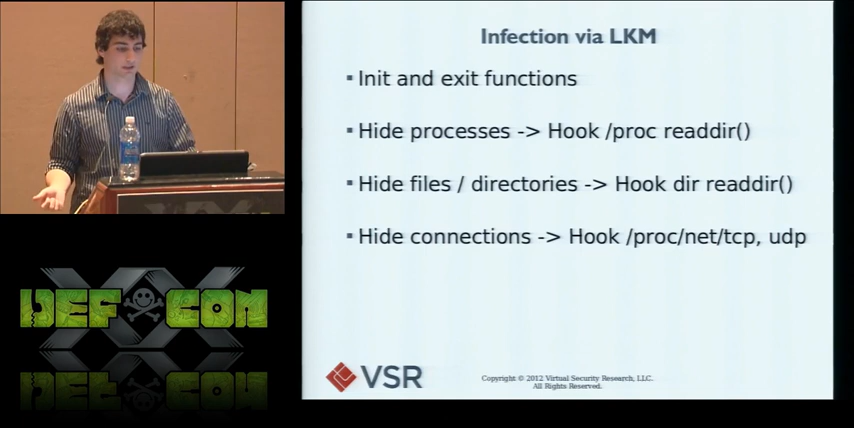 Infection via LKM
▪ Init and exit functions
▪ Hide processes -> Hook /proc readdir()
▪ Hide files / directories -> Hook dir readdir()
▪ Hide connections -> Hook /proc/net/tcp, udp
VSR
Copyright © 2012 Virtual Security Research, LLC.
All Rights Reserved.
DEF CON
XX